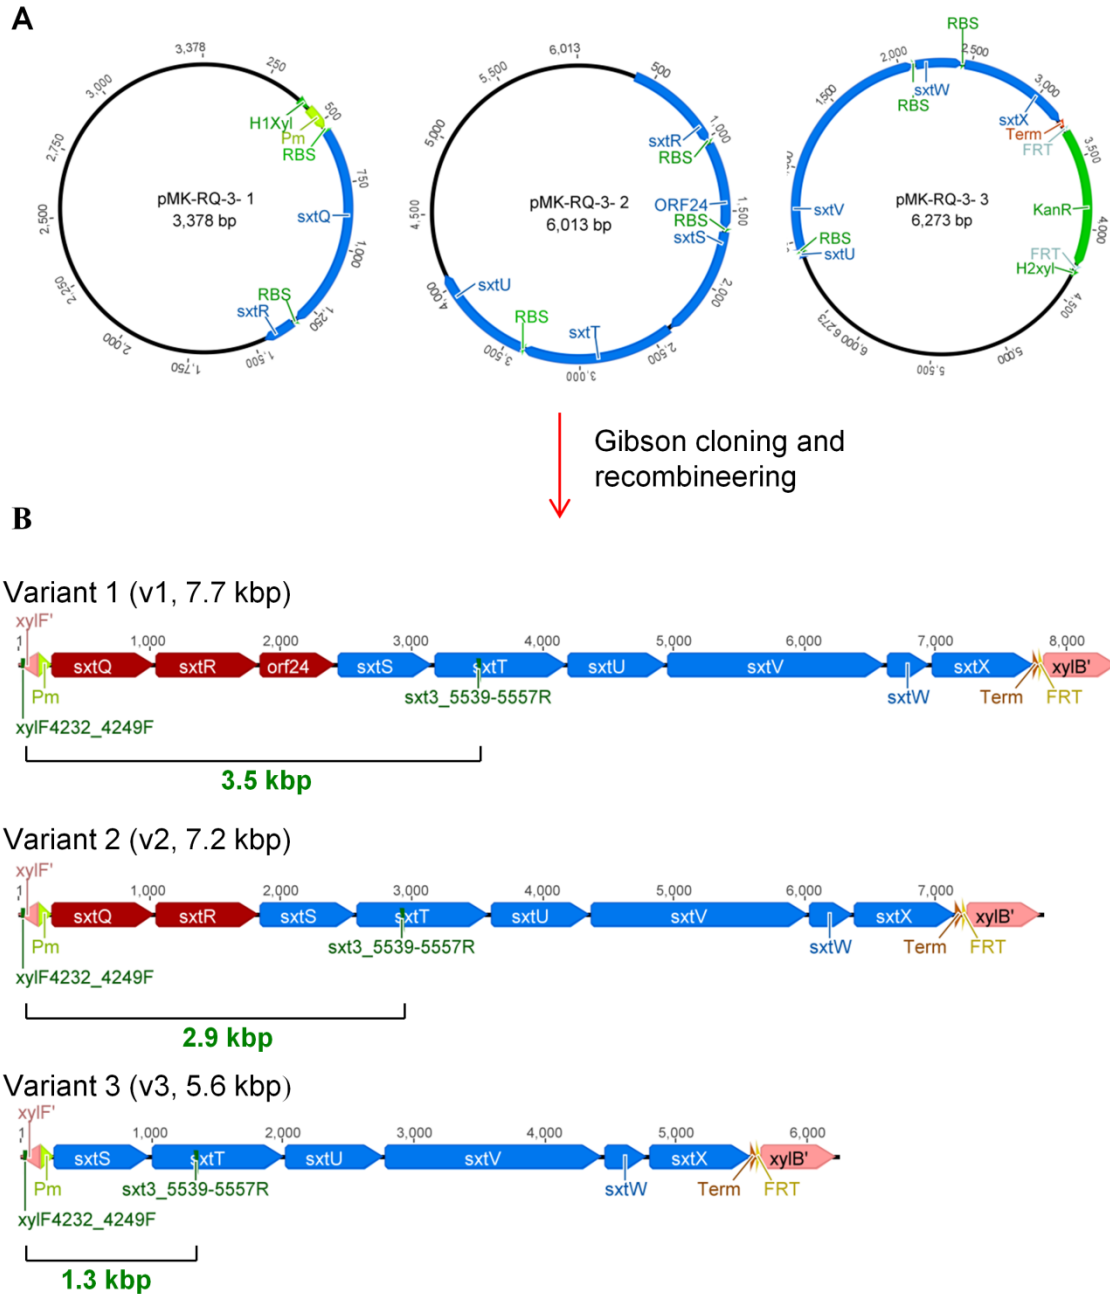 A
3,378
250
500
750
1,000
1,250
1,500
1,750
2,000
2,250
2,500
2,750
3,000
H1Xyl
Pm
RBS
sxtQ
RBS
sxtR
pMK-RQ-3- 1
3,378 bp
6,013
500
1,000
1,500
2,000
2,500
3,000
3,500
4,000
4,500
5,000
5,500
sxtR
RBS
ORF24
RBS
sxtS
sxtT
RBS
sxtU
pMK-RQ-3- 2
6,013 bp
RBS
2,000
2,500
3,000
3,500
4,000
4,500
5,000
5,500
6,000
6,273
1,500
RBS
sxtW
sxtX
Term
FRT
KanR
FRT
H2xyl
sxtV
RBS
sxtU
pMK-RQ-3- 3
6,273 bp
Gibson cloning and
recombineering
B
Variant 1 (v1, 7.7 kbp)
xylF'
1 1,000 2,000 3,000 4,000 5,000 6,000 7,000 8,000
sxtQ sxtR orf24 sxtS sxtT sxtU sxtV sxtX xylB'
Pm sxt3_5539-5557R sxtW Term FRT
xylF4232_4249F
3.5 kbp
Variant 2 (v2, 7.2 kbp)
xylF'
1 1,000 2,000 3,000 4,000 5,000 6,000 7,000
sxtQ sxtR sxtS sxtT sxtU sxtV sxtX xylB'
Pm sxt3_5539-5557R sxtW Term FRT
xylF4232_4249F
2.9 kbp
Variant 3 (v3, 5.6 kbp)
xylF'
1 1,000 2,000 3,000 4,000 5,000 6,000
sxtS sxtT sxtU sxtV sxtX xylB'
Pm sxt3_5539-5557R sxtW Term FRT
xylF4232_4249F
1.3 kbp